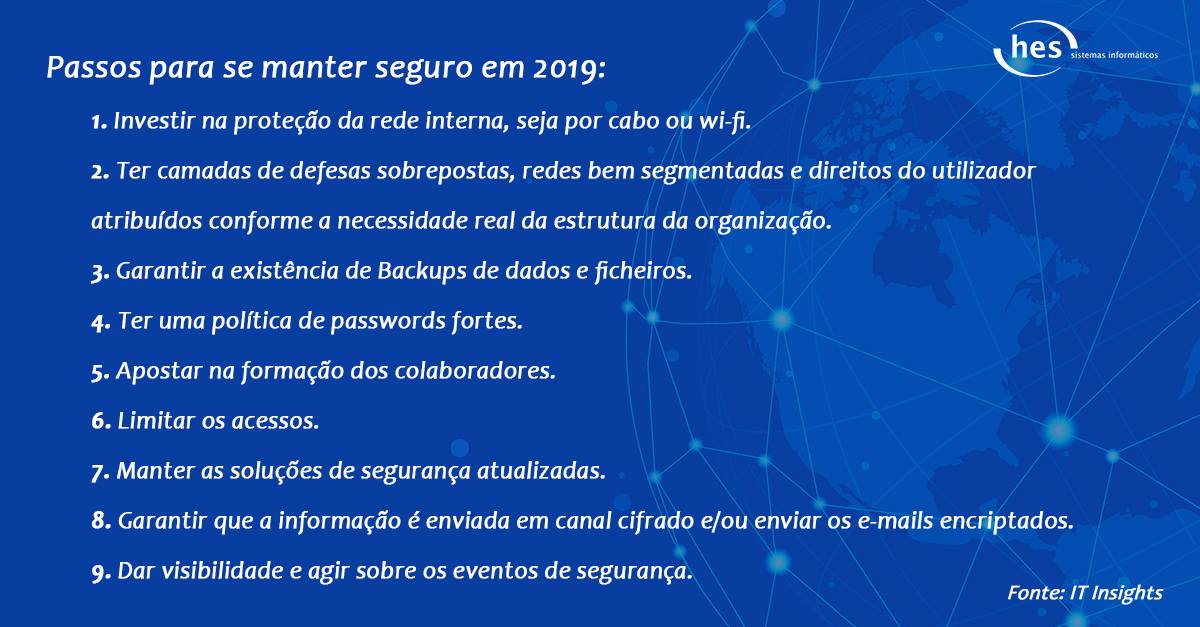 hes
sistemas informáticos
Passos para se manter seguro em 2019:
1. Investir na proteção da rede interna, seja por cabo ou wi-fi.
2. Ter camadas de defesas sobrepostas, redes bem segmentadas e direitos do utilizador
atribuídos conforme a necessidade real da estrutura da organização.
3. Garantir a existência de Backups de dados e ficheiros.
4. Ter uma política de passwords fortes.
5. Apostar na formação dos colaboradores.
6. Limitar os acessos.
7. Manter as soluções de segurança atualizadas.
8. Garantir que a informação é enviada em canal cifrado e/ou enviar os e-mails encriptados.
9. Dar visibilidade e agir sobre os eventos de segurança.
Fonte: IT Insights